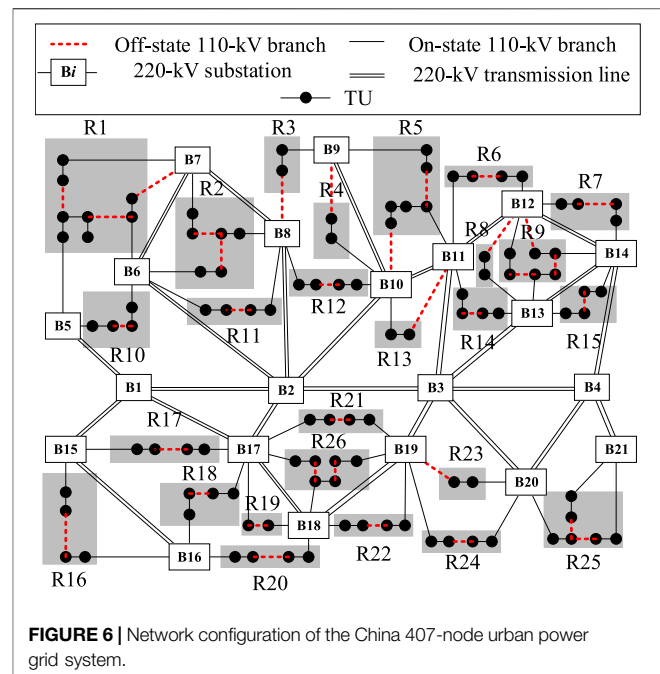 Off-state 110-kV branch
On-state 110-kV branch
Bi 220-kV substation
220-kV transmission line
TU
R1
R3
R5
B7
B9
R6
R2
R4
B12
R7
R8
R9
B8
B11
B14
B6
B10
R12
B5
R11
R13
R14
B13
R15
R10
B1
B2
B3
B4
R17
R21
B15
B17
R26
B19
R23
B21
R18
B20
R19
B18
R22
B16
R16
R20
R24
R25
FIGURE 6 | Network configuration of the China 407-node urban power
grid system.